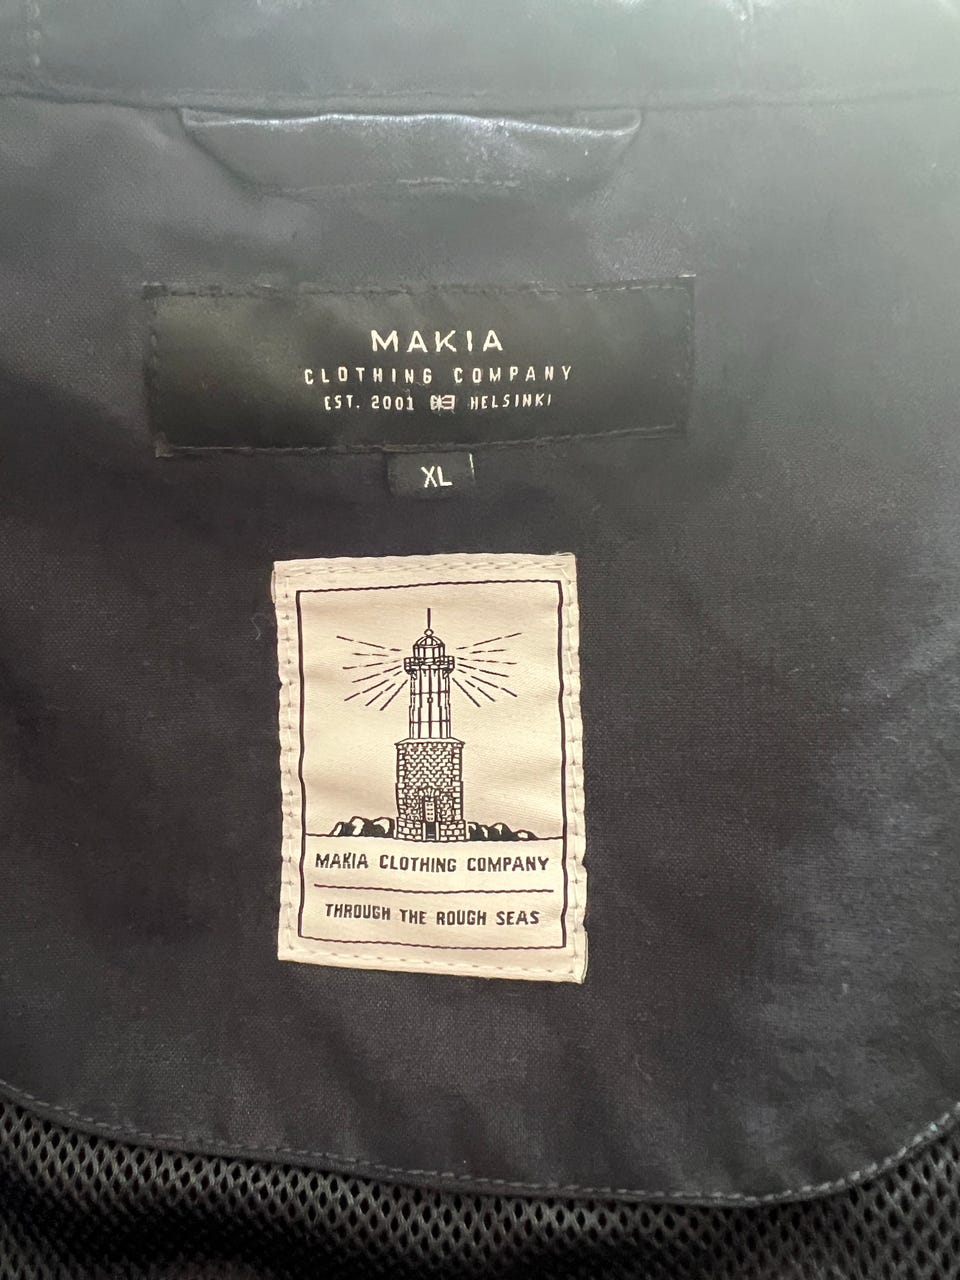 MAKIA
CLOTHING COMPANY
EST. 2001 HELSINKI
XL
MAKIA CLOTHING COMPANY
THROUGH THE ROUGH SEAS